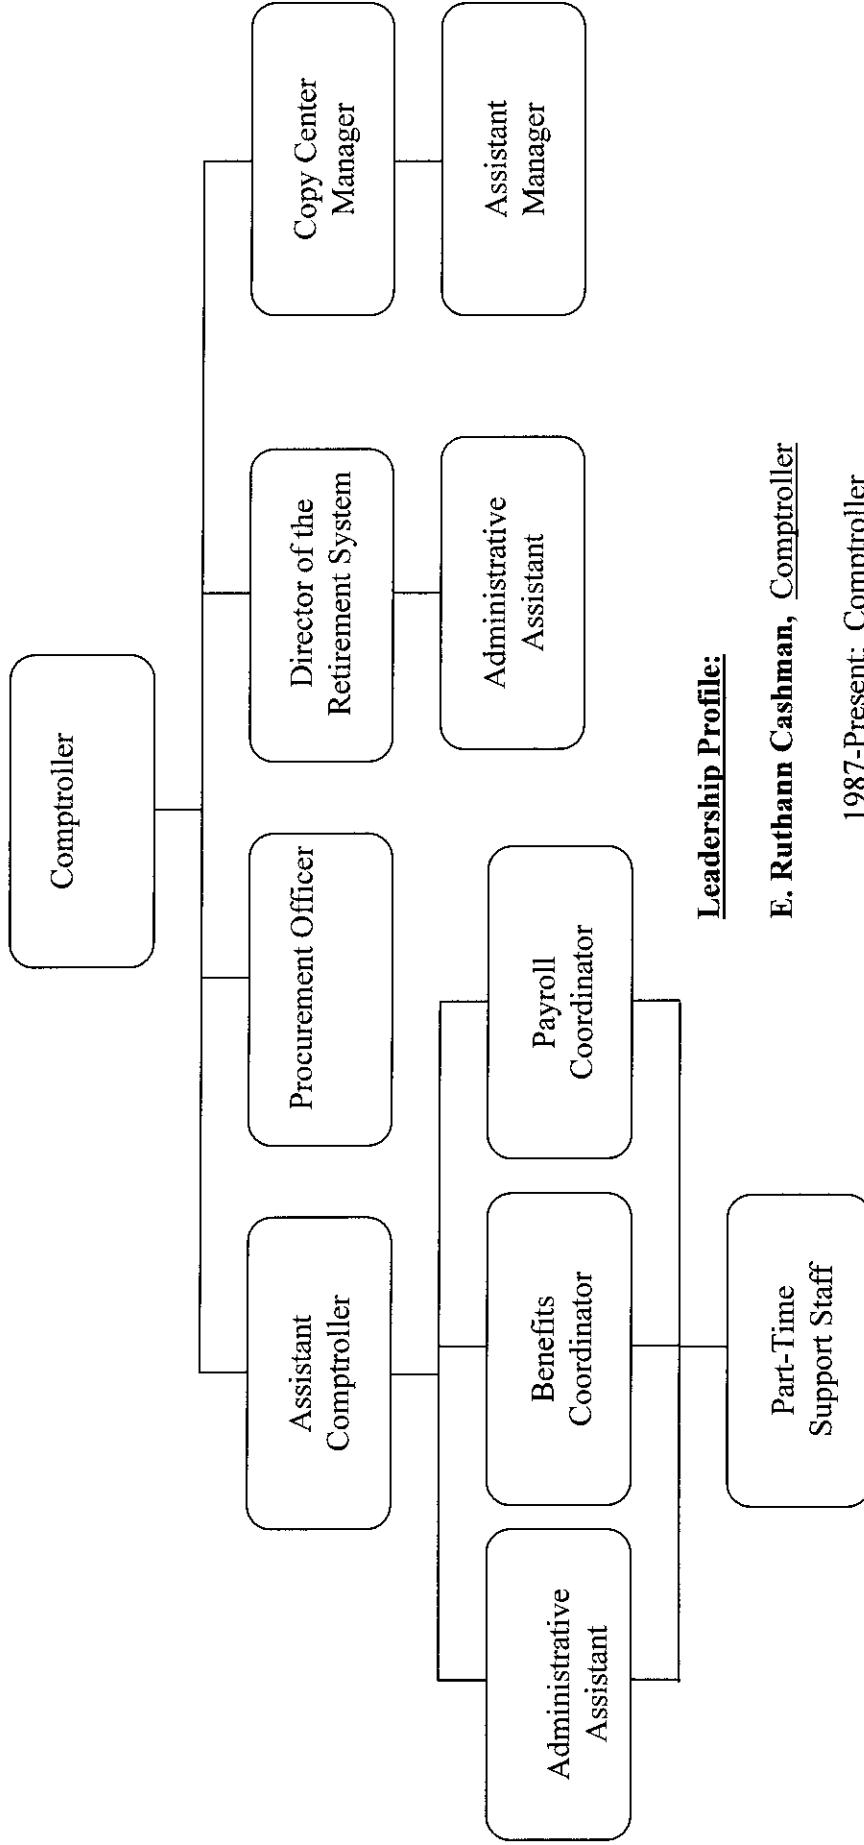 Comptroller
Assistant
Comptroller
Procurement Officer
Director of the
Retirement System
Copy Center
Manager
Administrative
Assistant
Benefits
Coordinator
Payroll
Coordinator
Administrative
Assistant
Assistant
Manager
Part-Time
Support Staff
Leadership Profile:
E. Ruthann Cashman, Comptroller
1987-Present: Comptroller